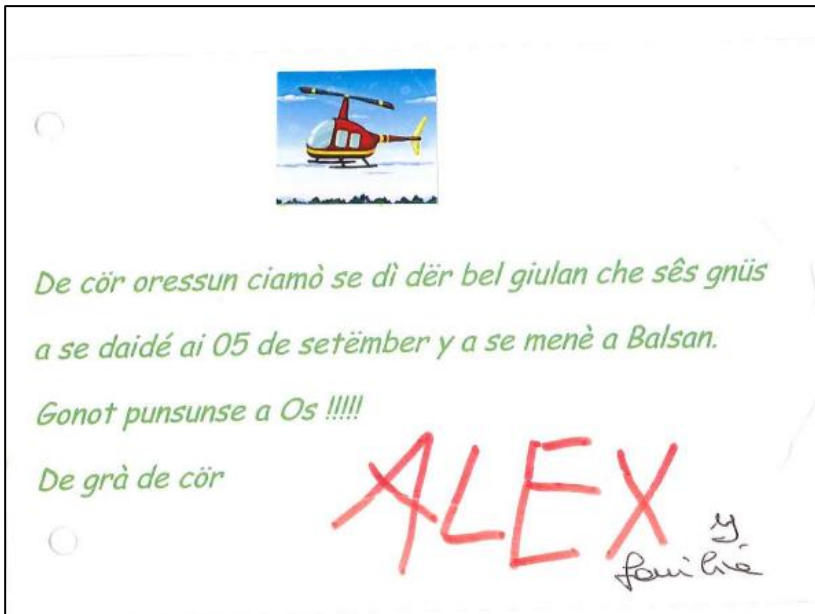 De cör oressun ciamò se dì dër bel giulan che sês gnüs
a se daidé ai 05 de setëmber y a se menè a Balsan.
Gonot punsunse a Os !!!!!
De grà de cör
ALEX
y
familia